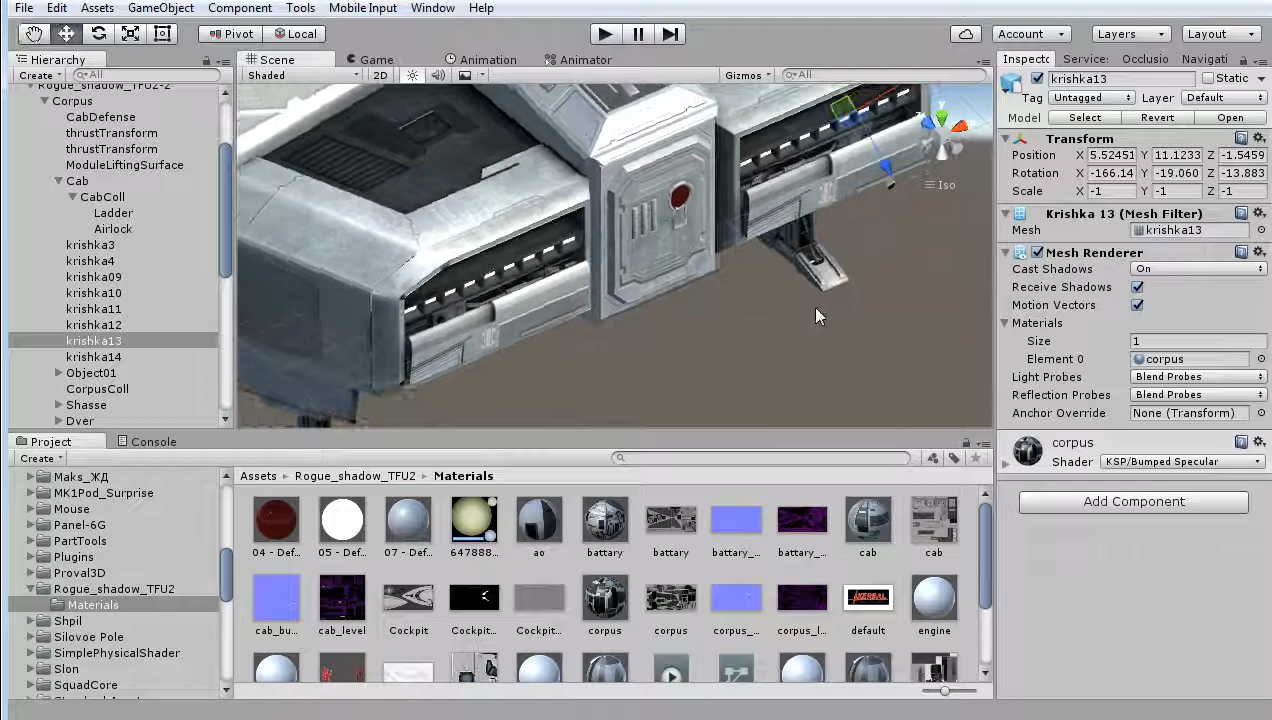 File Edit Assets GameObject Component Tools Mobile Input Window Help
Pivot Local Account Layers Layout
Hierarchy Scene Game Animation Animator Inspecto Services Occlusio Navigati
Create All Shaded 2D Gizmos All
krishka13 Static
Tag Untagged Layer Default
Model Select Revert Open
Transform
Position X 5.52451 Y 11.1233 Z -1.5459
Rotation X -166.14 Y -19.060 Z -13.883
Scale X -1 Y -1 Z -1
Krishka 13 (Mesh Filter)
Mesh krishka13
Mesh Renderer
Cast Shadows On
Receive Shadows
Motion Vectors
Materials
Size 1
Element 0 corpus
Light Probes Blend Probes
Reflection Probes Blend Probes
Anchor Override None (Transform)
corpus
Shader KSP/Bumped Specular
Add Component
Rogue_shadow_TFU2-2
Corpus
CabDefense
thrustTransform
thrustTransform
ModuleLiftingSurface
Cab
CabColl
Ladder
Airlock
krishka3
krishka4
krishka09
krishka10
krishka11
krishka12
krishka13
krishka14
Object01
CorpusColl
Shasse
Dver
y
Iso
Project Console
Create
Maks_ЖД
MK1Pod_Surprise
Mouse
Panel-6G
PartTools
Plugins
Proval3D
Rogue_shadow_TFU2
Materials
Shpil
Silovoe Pole
SimplePhysicalShader
Slon
SquadCore
Assets Rogue_shadow_TFU2 Materials
04 - Def.. 05 - Def.. 07 - Def.. 647888.. ao battary battary battary_... battary_... cab cab
cab_bu... cab_level Cockpit Cockpit... Cockpit... corpus corpus corpus_... corpus_l... default engine
KERBAL